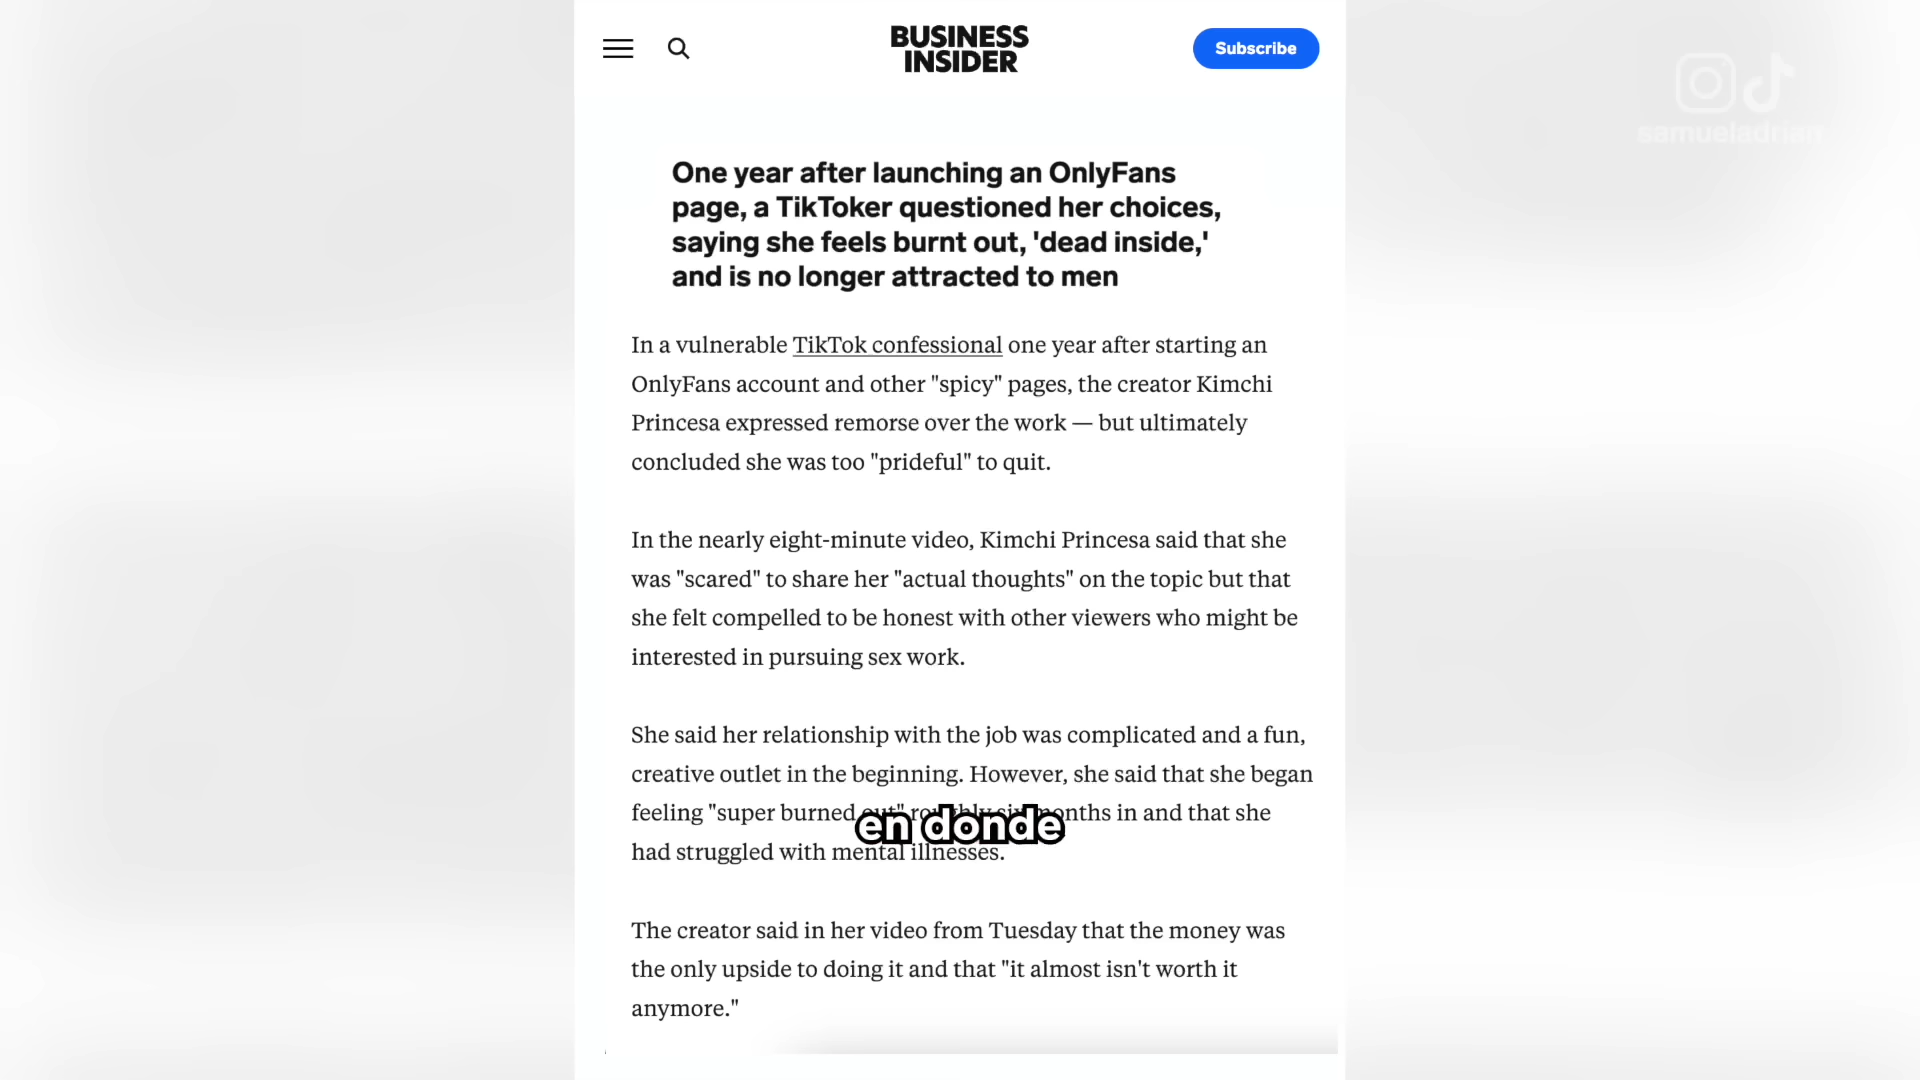 BUSINESS
INSIDER
Subscribe
samueladrian
One year after launching an OnlyFans
page, a TikToker questioned her choices,
saying she feels burnt out, 'dead inside,'
and is no longer attracted to men
In a vulnerable TikTok confessional one year after starting an
OnlyFans account and other "spicy" pages, the creator Kimchi
Princesa expressed remorse over the work — but ultimately
concluded she was too "prideful" to quit.
In the nearly eight-minute video, Kimchi Princesa said that she
was "scared" to share her "actual thoughts" on the topic but that
she felt compelled to be honest with other viewers who might be
interested in pursuing sex work.
She said her relationship with the job was complicated and a fun,
creative outlet in the beginning. However, she said that she began
feeling "super burned out" roughly six months in and that she
en donde
had struggled with mental illnesses.
The creator said in her video from Tuesday that the money was
the only upside to doing it and that "it almost isn't worth it
anymore."